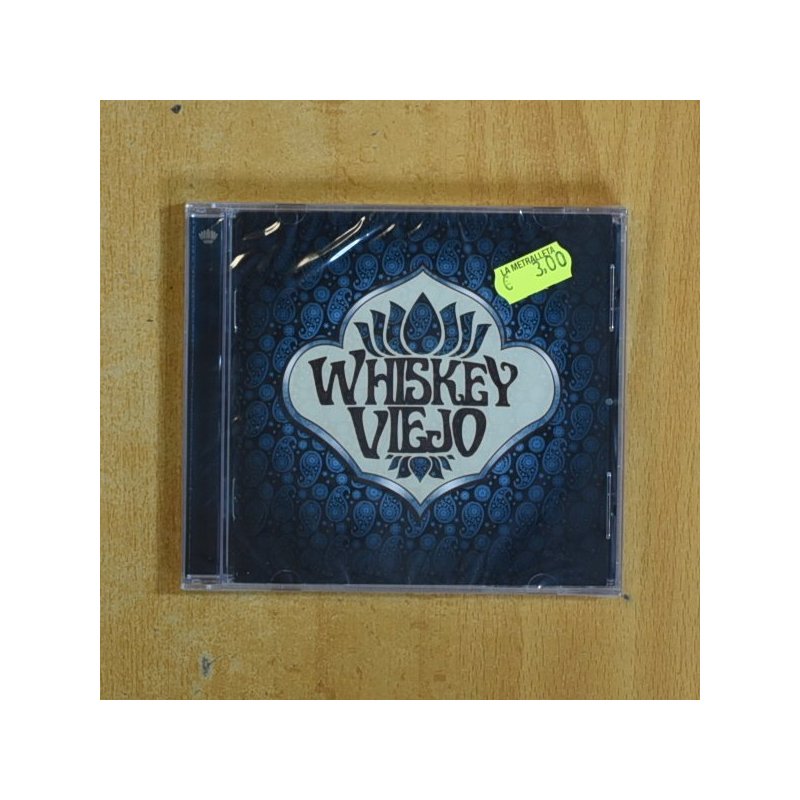 LA METRALLETA
€ 3,00
WHISKEY
VIEJO